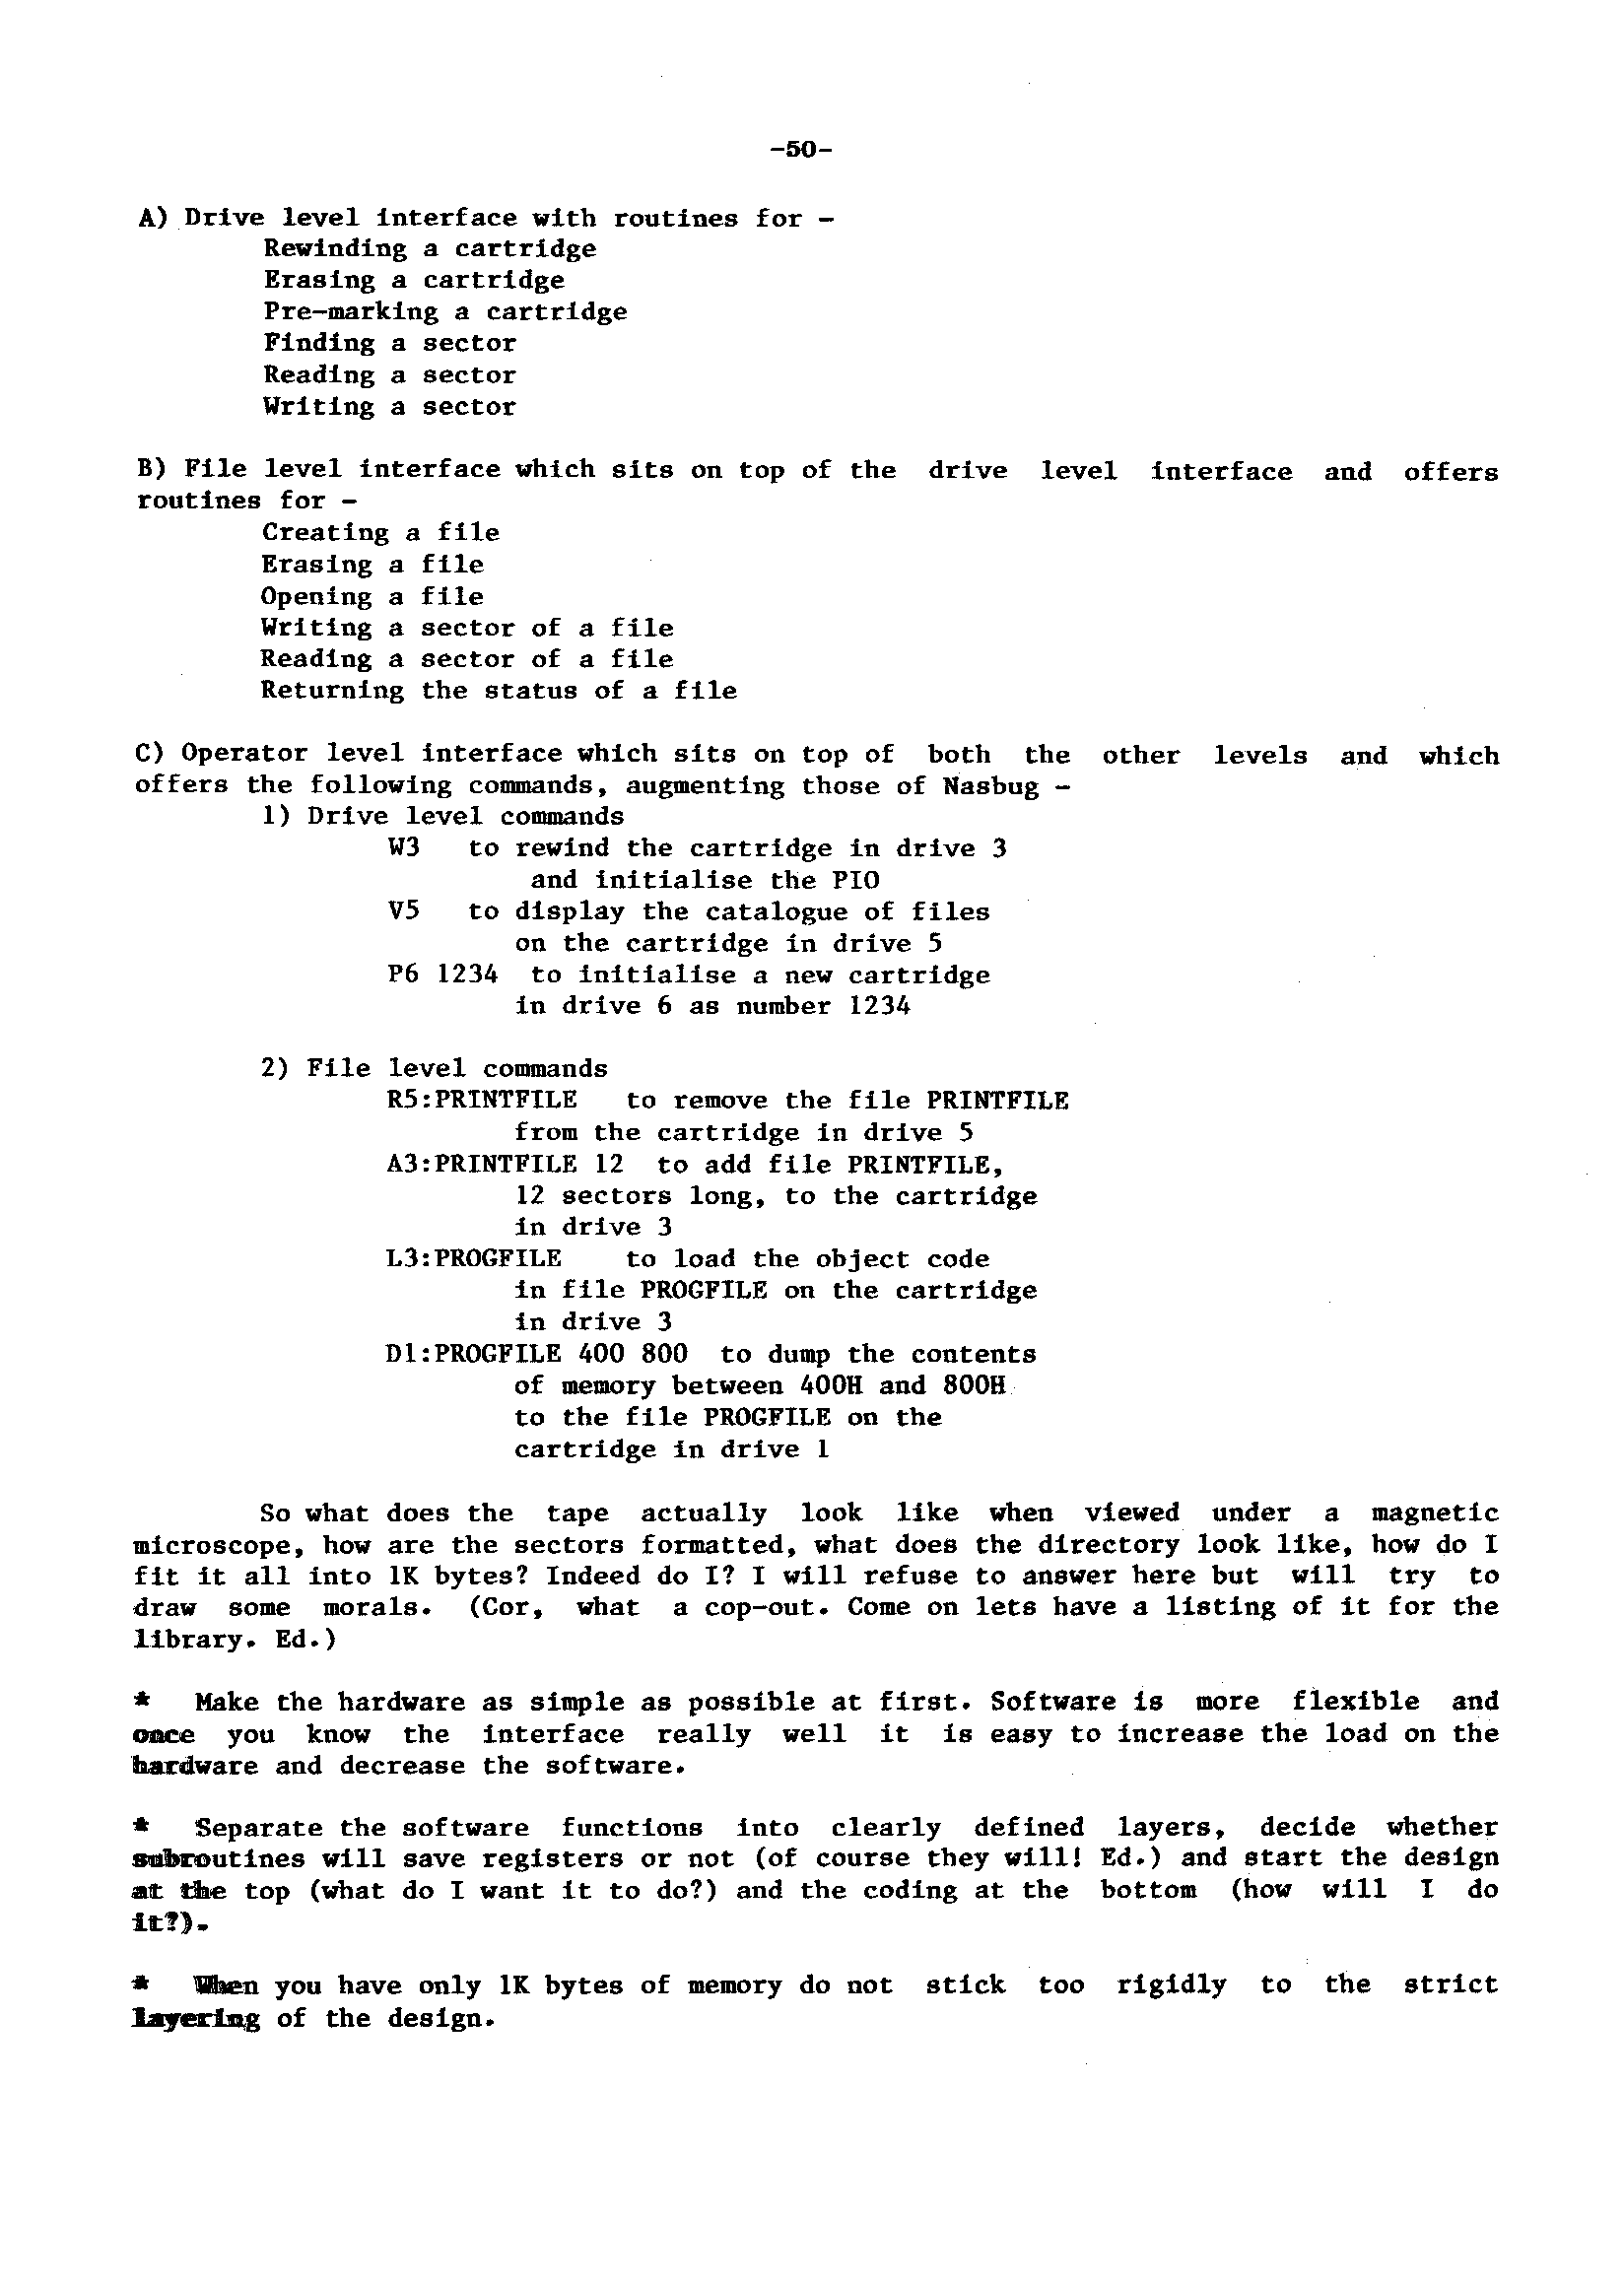 -50-
A) Drive level interface with routines for -
Rewinding a cartridge
Erasing a cartridge
Pre-marking a cartridge
Finding a sector
Reading a sector
Writing a sector
B) File level interface which sits on top of the drive level interface and offers
routines for -
Creating a file
Erasing a file
Opening a file
Writing a sector of a file
Reading a sector of a file
Returning the status of a file
C) Operator level interface which sits on top of both the other levels and which
offers the following commands, augmenting those of Nasbug -
1) Drive level commands
W3 to rewind the cartridge in drive 3
and initialise the PIO
V5 to display the catalogue of files
on the cartridge in drive 5
P6 1234 to initialise a new cartridge
in drive 6 as number 1234
2) File level commands
R5:PRINTFILE to remove the file PRINTFILE
from the cartridge in drive 5
A3:PRINTFILE 12 to add file PRINTFILE,
12 sectors long, to the cartridge
in drive 3
L3:PROGFILE to load the object code
in file PROGFILE on the cartridge
in drive 3
D1:PROGFILE 400 800 to dump the contents
of memory between 400H and 800H
to the file PROGFILE on the
cartridge in drive 1
So what does the tape actually look like when viewed under a magnetic
microscope, how are the sectors formatted, what does the directory look like, how do I
fit it all into 1K bytes? Indeed do I? I will refuse to answer here but will try to
draw some morals. (Cor, what a cop-out. Come on lets have a listing of it for the
library. Ed.)
* Make the hardware as simple as possible at first. Software is more flexible and
once you know the interface really well it is easy to increase the load on the
hardware and decrease the software.
* Separate the software functions into clearly defined layers, decide whether
subroutines will save registers or not (of course they will! Ed.) and start the design
at the top (what do I want it to do?) and the coding at the bottom (how will I do
it?).
* When you have only 1K bytes of memory do not stick too rigidly to the strict
layering of the design.